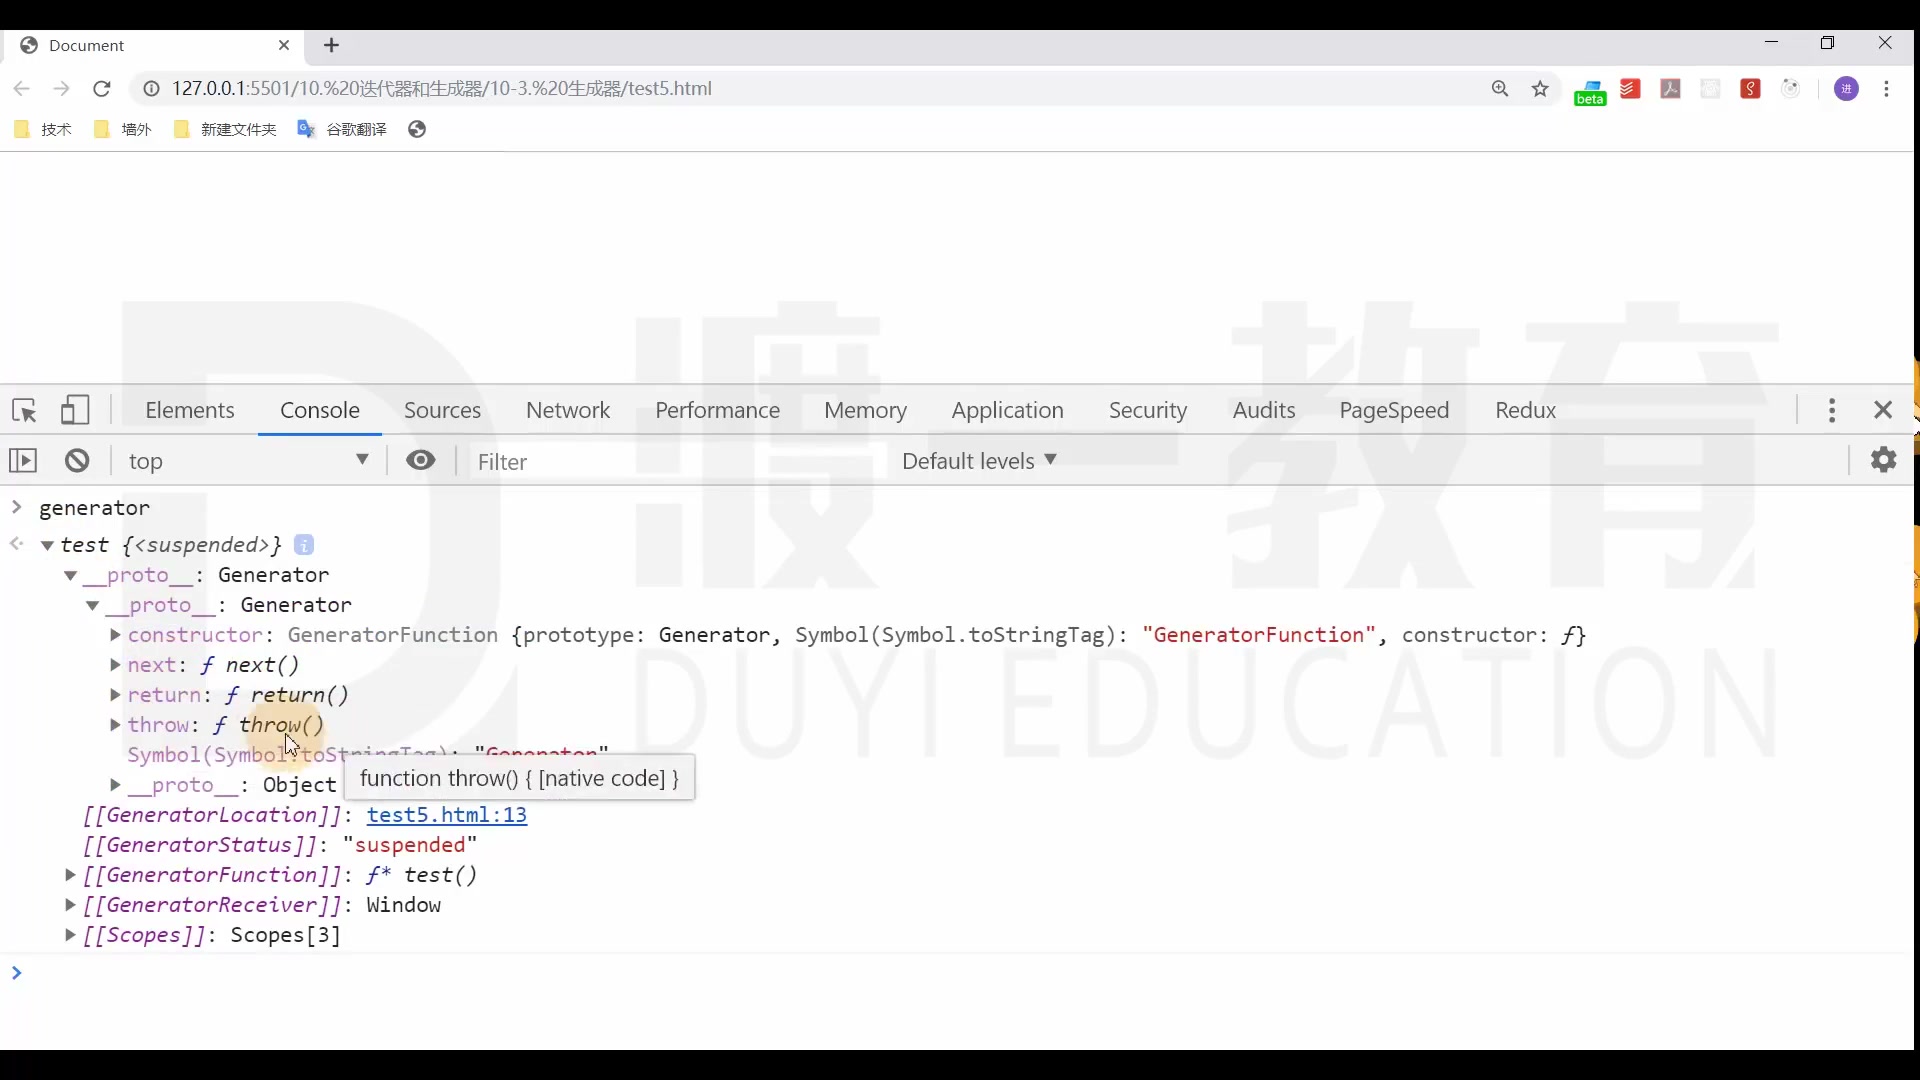 Document
127.0.0.1:5501/10.%20迭代器和生成器/10-3.%20生成器/test5.html
beta
进
技术 墙外 新建文件夹 谷歌翻译
渡一教育
Elements Console Sources Network Performance Memory Application Security Audits PageSpeed Redux
top Filter Default levels
generator
test {<suspended>}
__proto__: Generator
__proto__: Generator
constructor: GeneratorFunction {prototype: Generator, Symbol(Symbol.toStringTag): "GeneratorFunction", constructor: ƒ}
next: ƒ next()
return: ƒ return()
throw: ƒ throw()
Symbol(Symbol.toStringTag): "Generator"
function throw() { [native code] }
__proto__: Object
[[GeneratorLocation]]: test5.html:13
[[GeneratorStatus]]: "suspended"
[[GeneratorFunction]]: ƒ* test()
[[GeneratorReceiver]]: Window
[[Scopes]]: Scopes[3]
DUYI EDUCATION